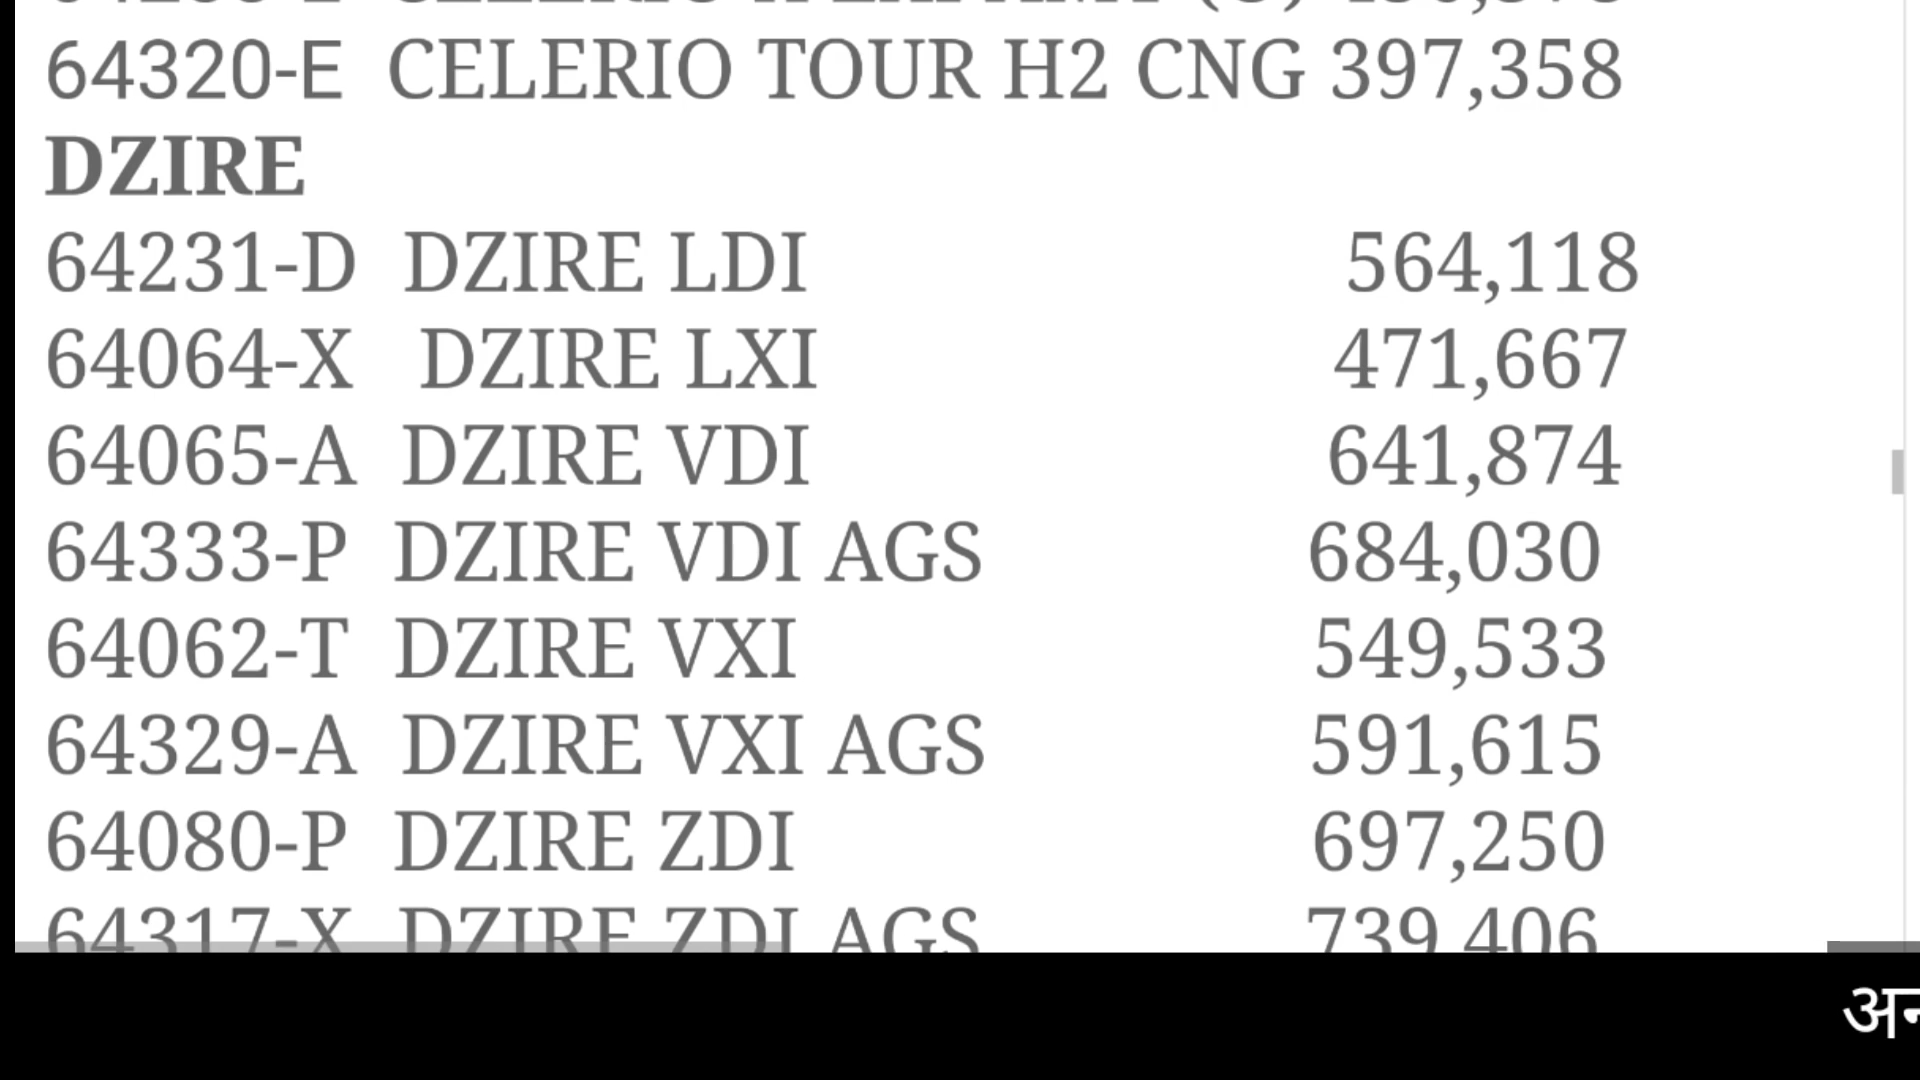 64320-E CELERIO TOUR H2 CNG 397,358
DZIRE
64231-D DZIRE LDI 564,118
64064-X DZIRE LXI 471,667
64065-A DZIRE VDI 641,874
64333-P DZIRE VDI AGS 684,030
64062-T DZIRE VXI 549,533
64329-A DZIRE VXI AGS 591,615
64080-P DZIRE ZDI 697,250
64317-X DZIRE ZDI AGS 739,406